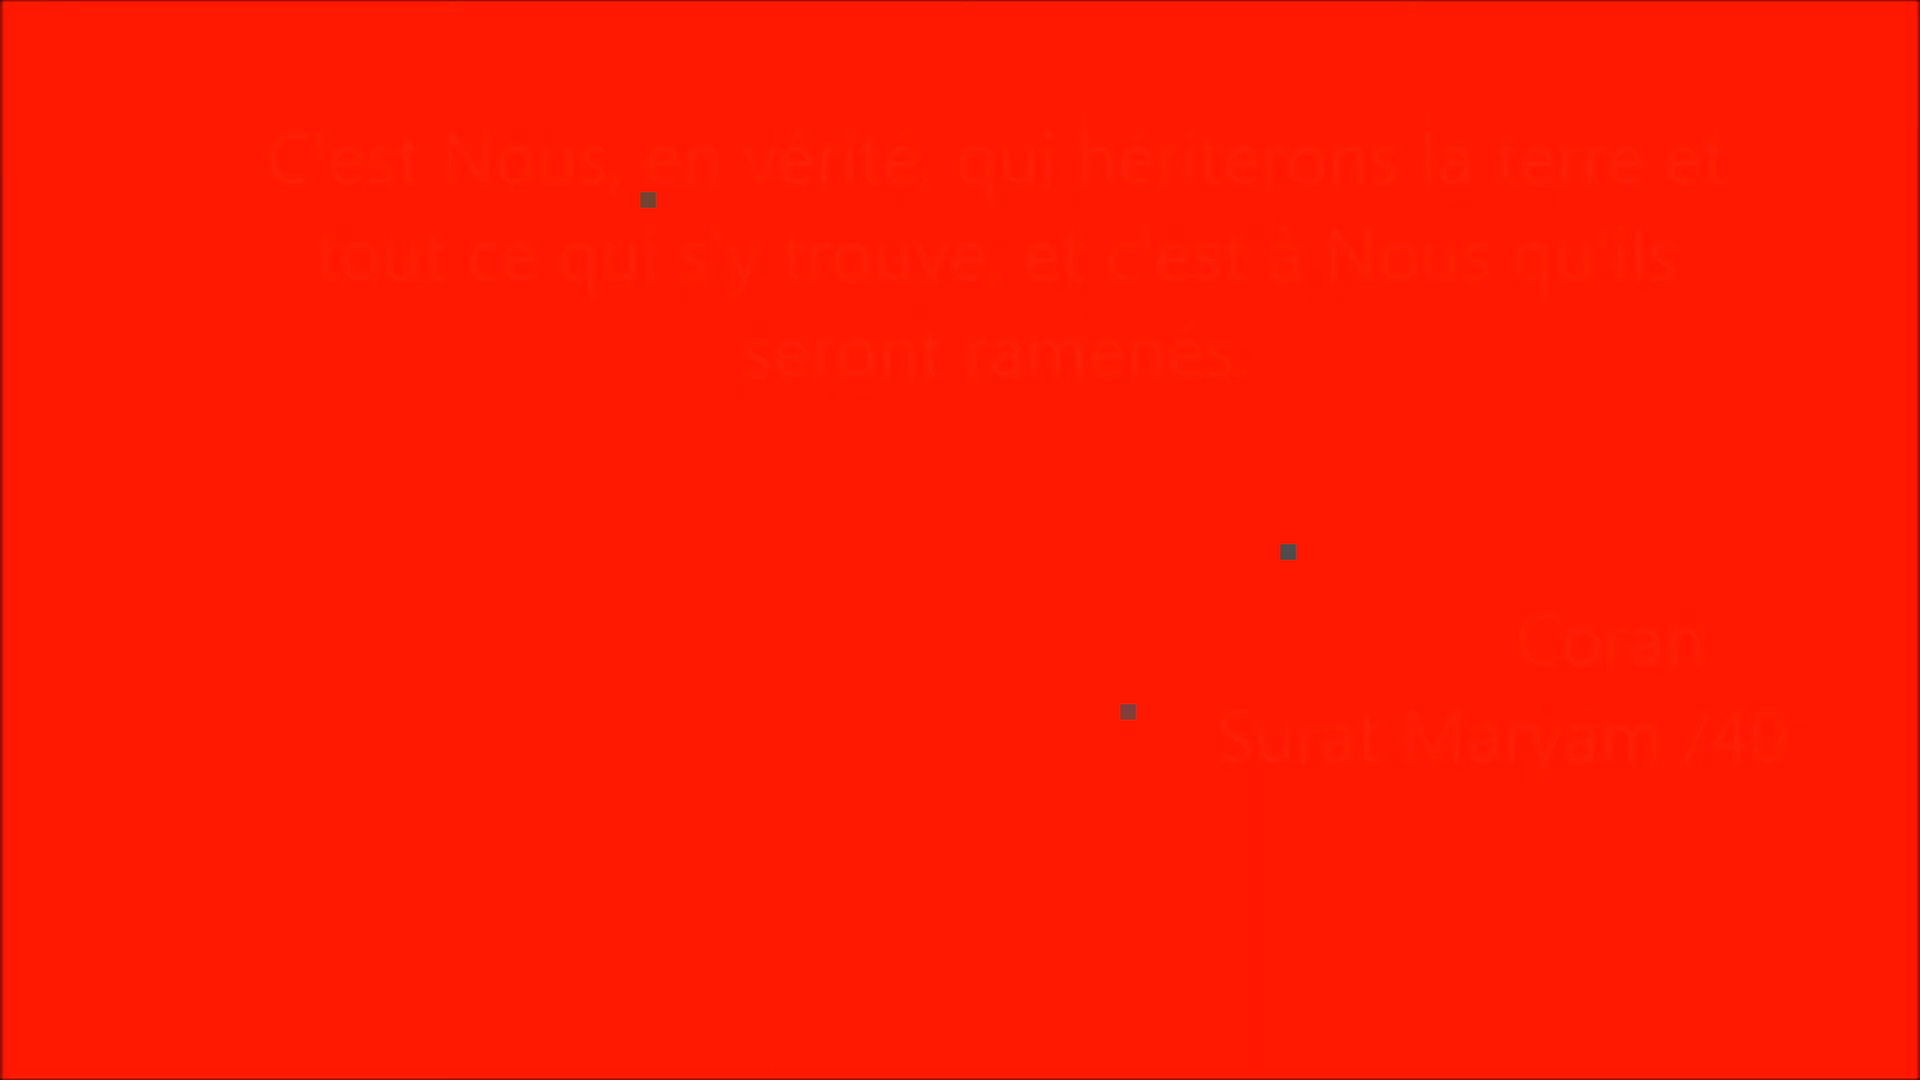 C'est Nous, en vérité, qui hériterons la terre et
tout ce qui s'y trouve, et c'est à Nous qu'ils
seront ramenés.
Coran
Surat Maryam /40